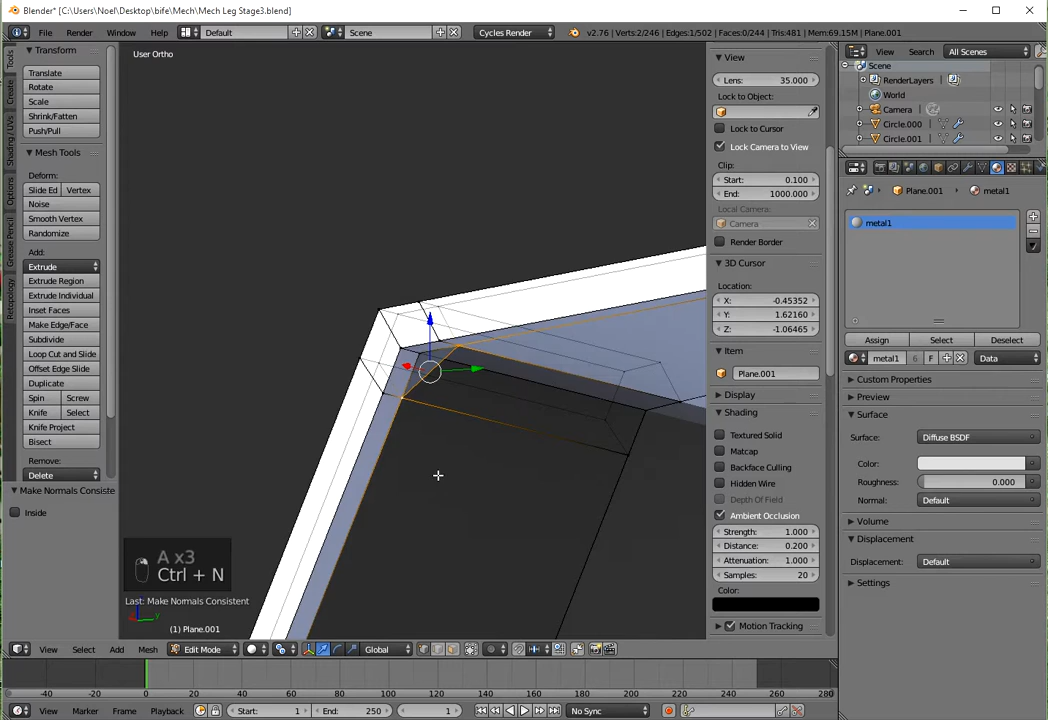 Blender* [C:\Users\Noel\Desktop\bife\Mech\Mech Leg Stage3.blend]
File Render Window Help Default Scene Cycles Render v2.76 | Verts:2/246 | Edges:1/502 | Faces:0/244 | Tris:481 | Mem:69.15M | Plane.001
Tools
Create
Shading / UVs
Options
Grease Pencil
Retopology
Transform
Translate
Rotate
Scale
Shrink/Fatten
Push/Pull
Mesh Tools
Deform:
Slide Ed Vertex
Noise
Smooth Vertex
Randomize
Add:
Extrude
Extrude Region
Extrude Individual
Inset Faces
Make Edge/Face
Subdivide
Loop Cut and Slide
Offset Edge Slide
Duplicate
Spin Screw
Knife Select
Knife Project
Bisect
Remove:
Delete
Make Normals Consiste
Inside
User Ortho
A x3
Ctrl + N
Last: Make Normals Consistent
(1) Plane.001
View
Lens: 35.000
Lock to Object:
Lock to Cursor
Lock Camera to View
Clip:
Start: 0.100
End: 1000.000
Local Camera:
Camera
Render Border
3D Cursor
Location:
X: -0.45352
Y: 1.62160
Z: -1.06465
Item
Plane.001
Display
Shading
Textured Solid
Matcap
Backface Culling
Hidden Wire
Depth Of Field
Ambient Occlusion
Strength: 1.000
Distance: 0.200
Attenuation: 1.000
Samples: 20
Color:
Motion Tracking
View Search All Scenes
Scene
RenderLayers
World
Camera
Circle.000
Circle.001
Plane.001 metal1
metal1
Assign Select Deselect
metal1 6 F Data
Custom Properties
Preview
Surface
Surface: Diffuse BSDF
Color:
Roughness: 0.000
Normal: Default
Volume
Displacement
Displacement: Default
Settings
View Select Add Mesh Edit Mode Global
-40 -20 0 20 40 60 80 100 120 140 160 180 200 220 240 260 280
View Marker Frame Playback Start: 1 End: 250 1 No Sync